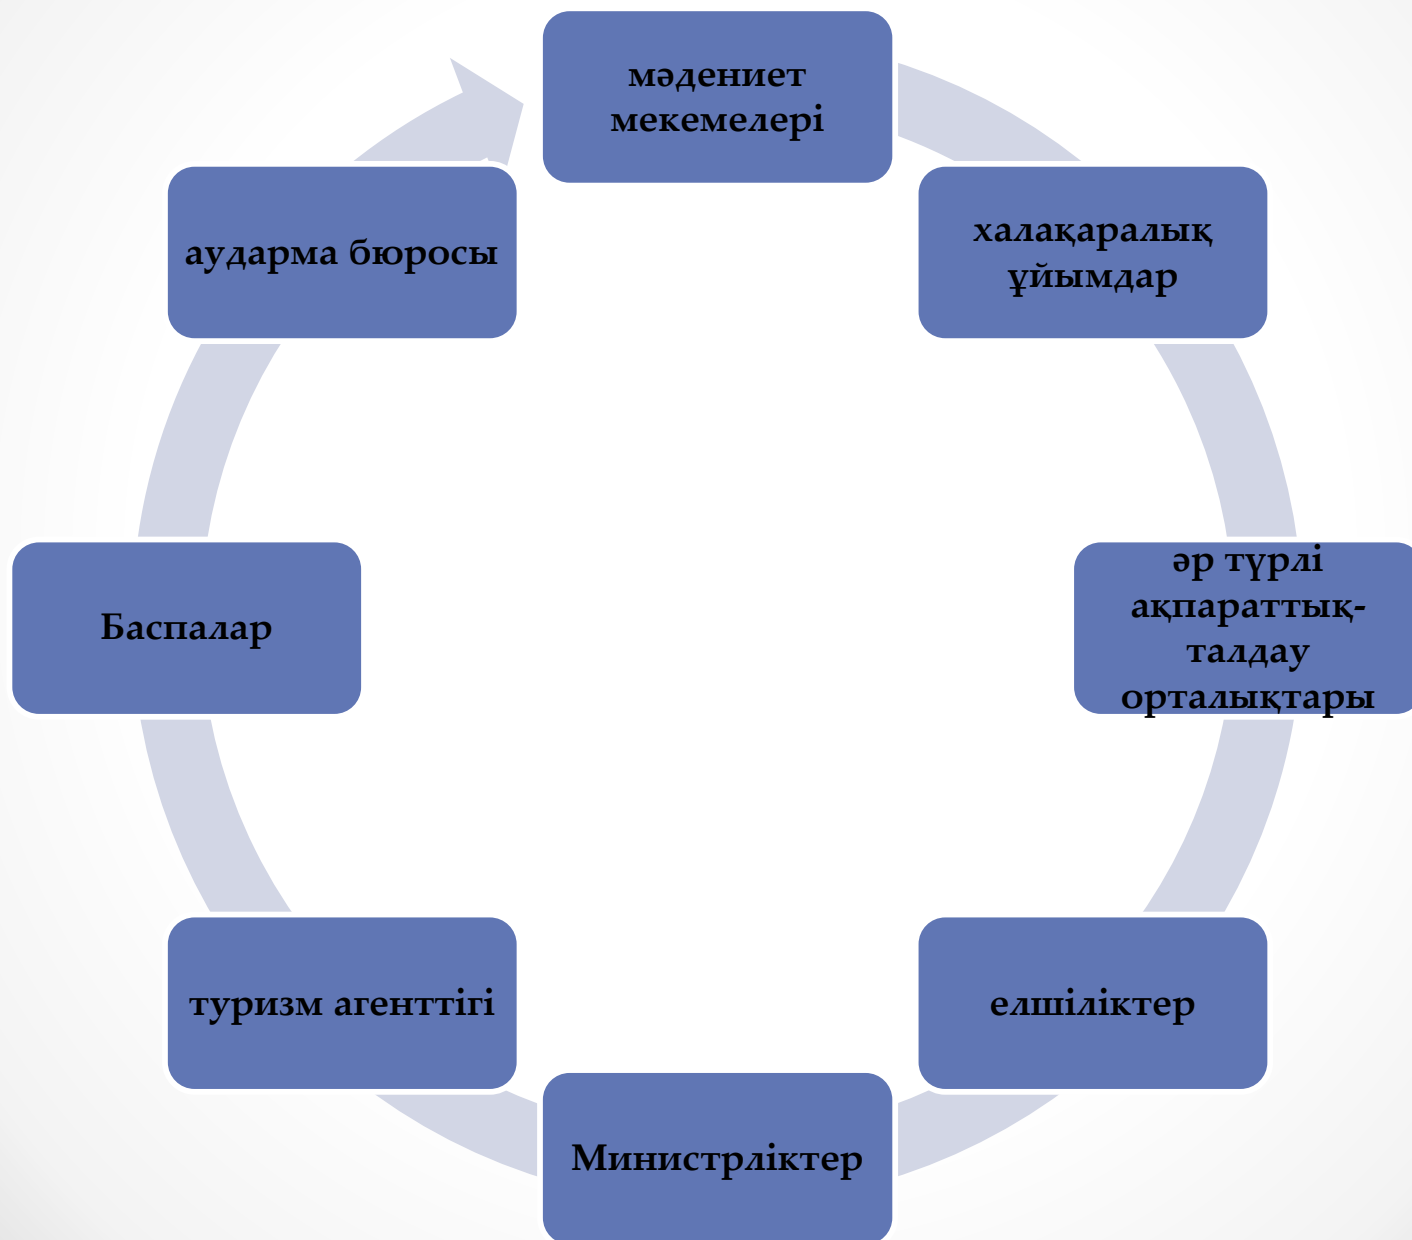 мәдениет
мекемелері
халақаралық
ұйымдар
әр түрлі
ақпараттық-
талдау
орталықтары
елшіліктер
Министрліктер
туризм агенттігі
Баспалар
аударма бюросы